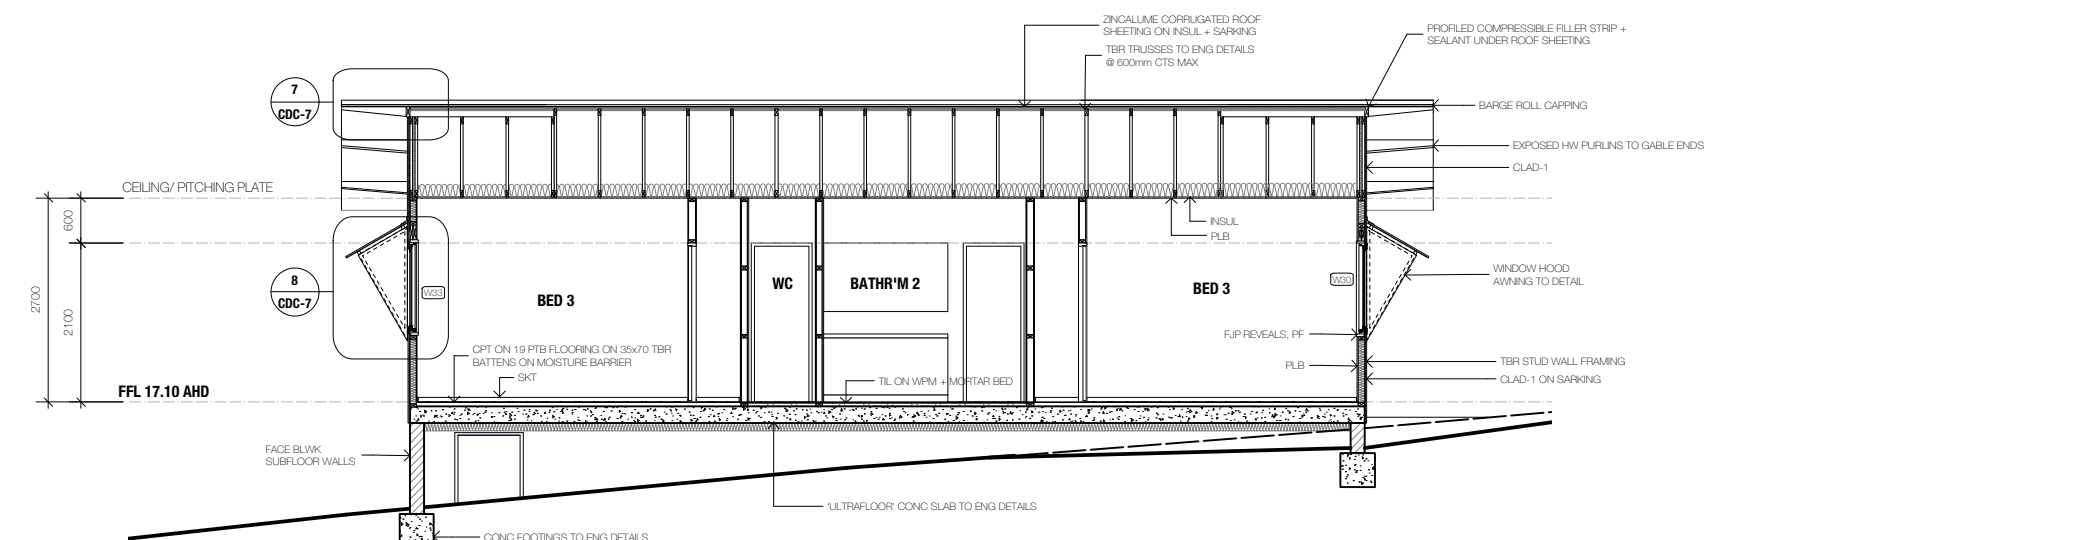 ZINCALUME CORRUGATED ROOF
SHEETING ON INSUL + SARKING
TBR TRUSSES TO ENG DETAILS
@ 600mm CTS MAX
PROFILED COMPRESSIBLE FILLER STRIP +
SEALANT UNDER ROOF SHEETING
7
CDC-7
BARGE ROLL CAPPING
EXPOSED HW PURLINS TO GABLE ENDS
CLAD-1
CEILING/ PITCHING PLATE
600
INSUL
PLB
8
CDC-7
2700
2100
W33
BED 3
WC
BATHR'M 2
BED 3
W30
WINDOW HOOD
AWNING TO DETAIL
FJP REVEALS, PF
CPT ON 19 PTB FLOORING ON 35x70 TBR
BATTENS ON MOISTURE BARRIER
SKT
TIL ON WPM + MORTAR BED
PLB
TBR STUD WALL FRAMING
CLAD-1 ON SARKING
FFL 17.10 AHD
FACE BLWK
SUBFLOOR WALLS
'ULTRAFLOOR' CONC SLAB TO ENG DETAILS
CONC FOOTINGS TO ENG DETAILS